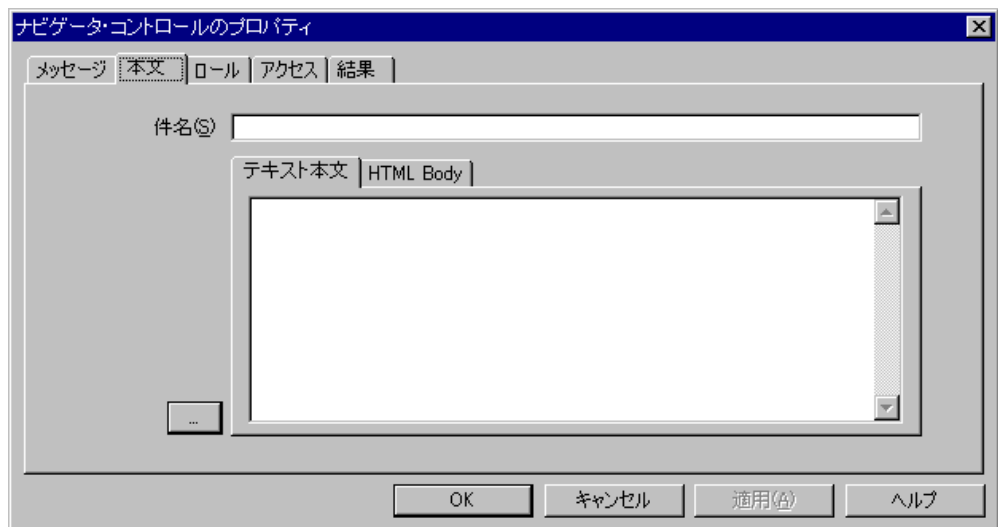 ナビゲータ・コントロールのプロパティ
メッセージ 本文 ロール アクセス 結果
件名(S)
テキスト本文 HTML Body
...
OK キャンセル 適用(A) ヘルプ